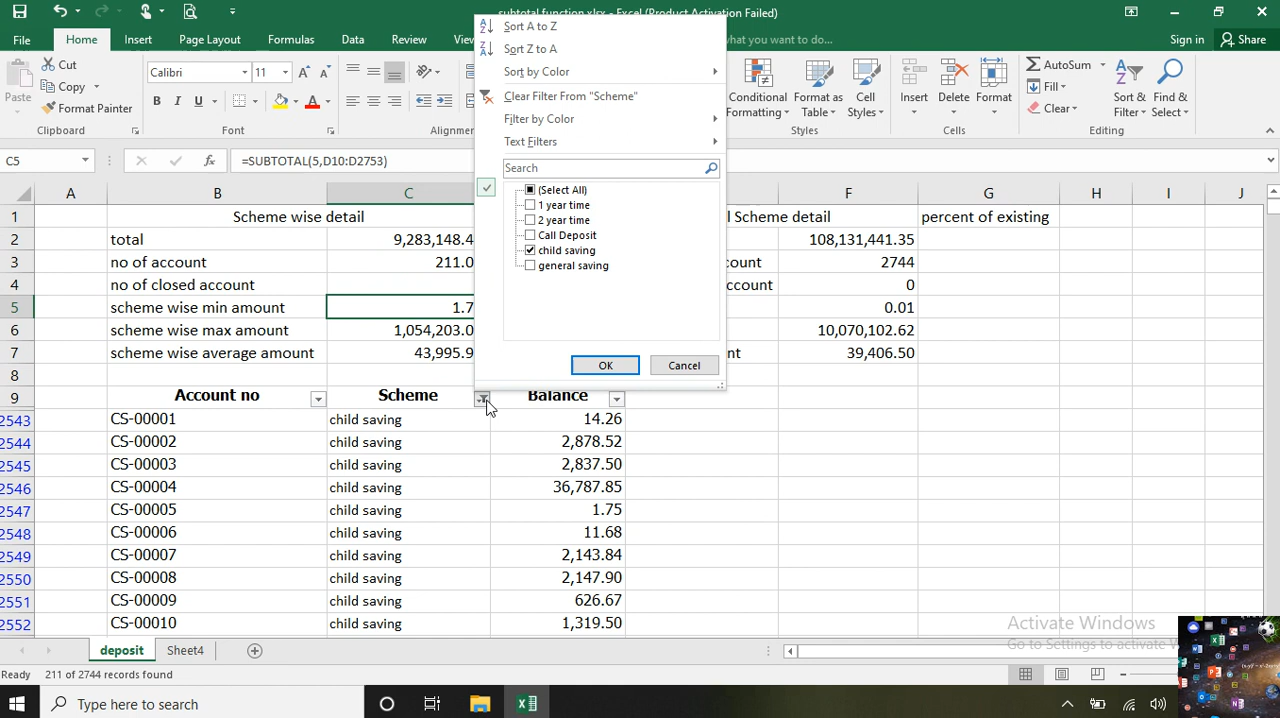 subtotal function.xlsx - Excel (Product Activation Failed)
File Home Insert Page Layout Formulas Data Review what you want to do... Sign in Share
Paste
Cut
Copy
Format Painter
Clipboard
Calibri 11
B I U A
Font
Conditional Formatting
Format as Table
Cell Styles
Styles
Insert Delete Format
Cells
AutoSum
Fill
Clear
Sort & Filter
Find & Select
Editing
C5 fx =SUBTOTAL(5,D10:D2753)
Sort A to Z
Sort Z to A
Sort by Color
Clear Filter From "Scheme"
Filter by Color
Text Filters
Search
(Select All)
1 year time
2 year time
Call Deposit
child saving
general saving
OK Cancel
A B C F G H I J
1 Scheme wise detail l Scheme detail percent of existing
2 total 9,283,148.4 108,131,441.35
3 no of account 211.0 count 2744
4 no of closed account ccount 0
5 scheme wise min amount 1.7 0.01
6 scheme wise max amount 1,054,203.0 10,070,102.62
7 scheme wise average amount 43,995.9 nt 39,406.50
8
9 Account no Scheme Balance
2543 CS-00001 child saving 14.26
2544 CS-00002 child saving 2,878.52
2545 CS-00003 child saving 2,837.50
2546 CS-00004 child saving 36,787.85
2547 CS-00005 child saving 1.75
2548 CS-00006 child saving 11.68
2549 CS-00007 child saving 2,143.84
2550 CS-00008 child saving 2,147.90
2551 CS-00009 child saving 626.67
2552 CS-00010 child saving 1,319.50
Activate Windows
Go to Settings to activate W
deposit Sheet4
Ready 211 of 2744 records found
Type here to search